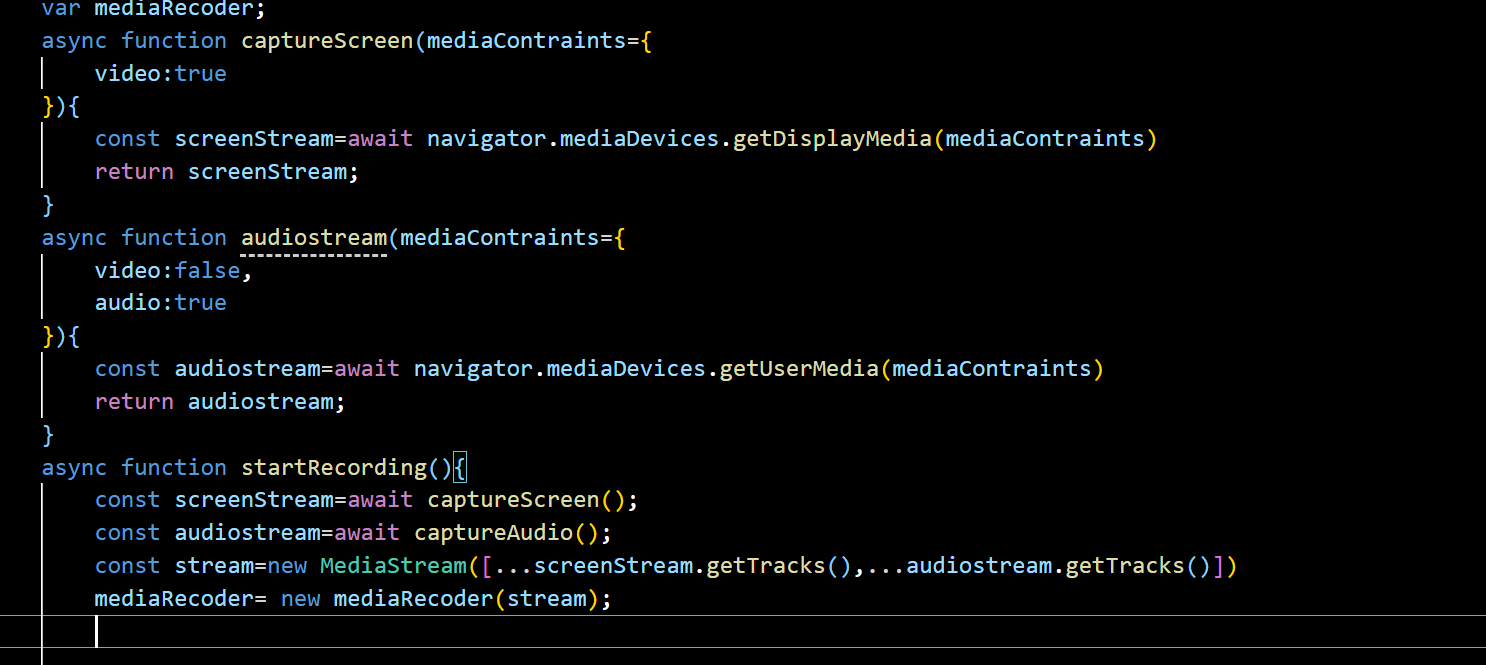 var mediaRecoder;
async function captureScreen(mediaContraints={
    video:true
}){
    const screenStream=await navigator.mediaDevices.getDisplayMedia(mediaContraints)
    return screenStream;
}
async function audiostream(mediaContraints={
    video:false,
    audio:true
}){
    const audiostream=await navigator.mediaDevices.getUserMedia(mediaContraints)
    return audiostream;
}
async function startRecording(){
    const screenStream=await captureScreen();
    const audiostream=await captureAudio();
    const stream=new MediaStream([...screenStream.getTracks(),...audiostream.getTracks()])
    mediaRecoder= new mediaRecoder(stream);